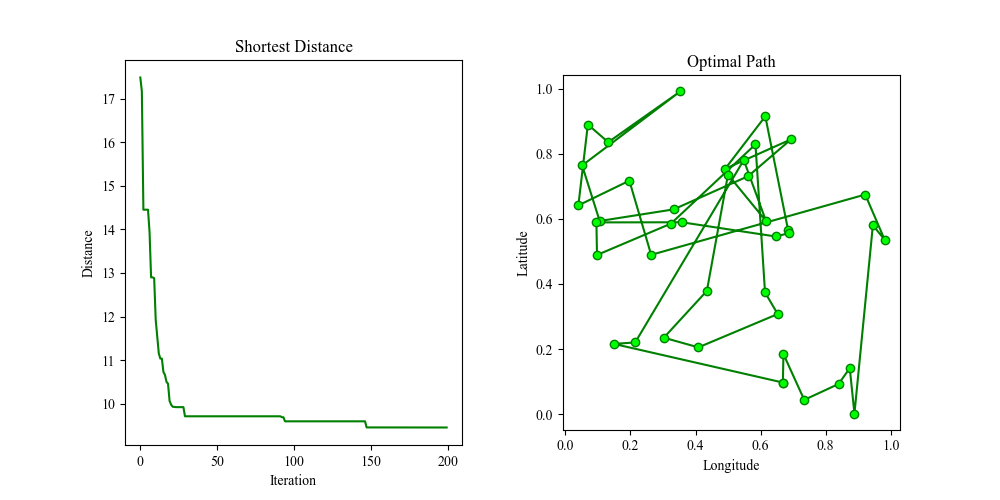 Shortest Distance
17
16
15
14
13
12
11
10
Distance
0 50 100 150 200
Iteration
Optimal Path
1.0
0.8
0.6
0.4
0.2
0.0
Latitude
0.0 0.2 0.4 0.6 0.8 1.0
Longitude